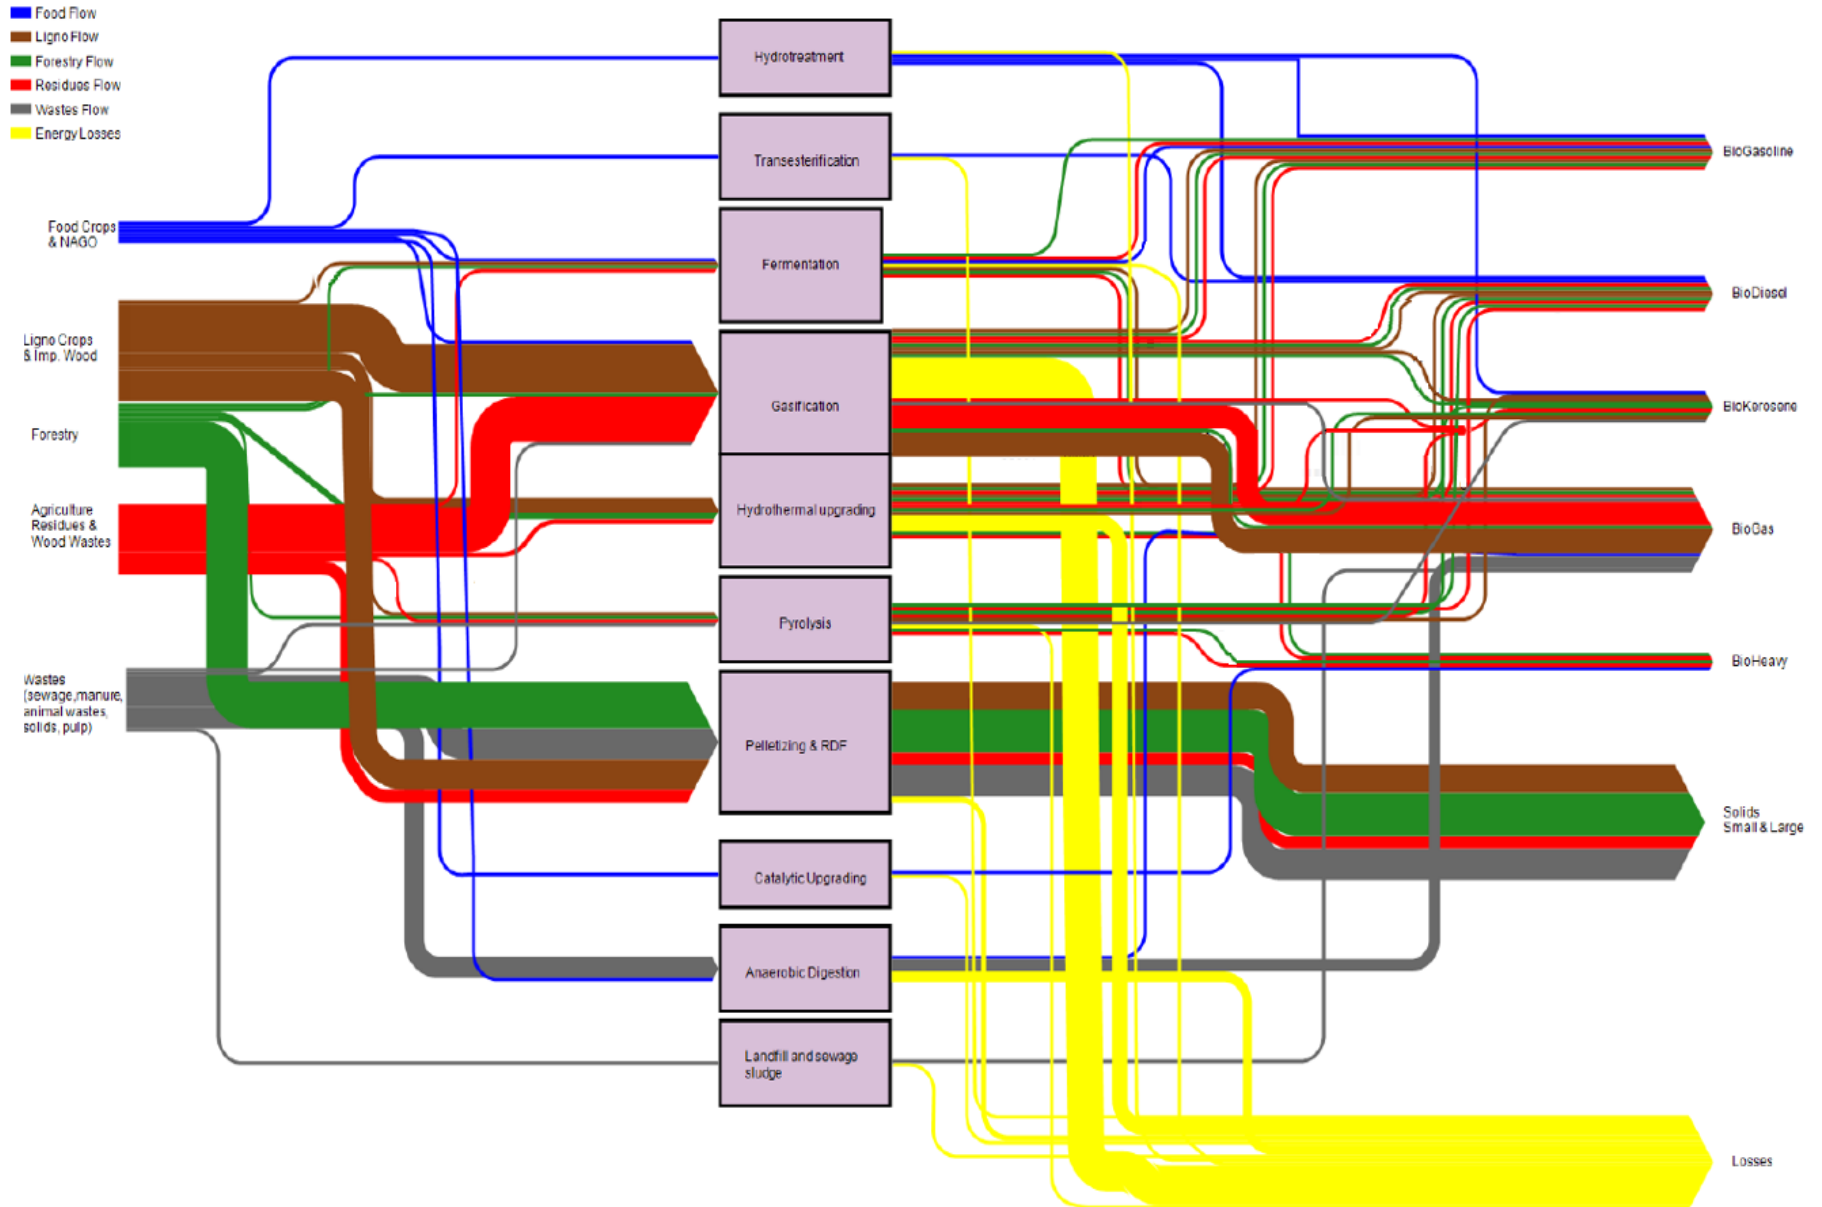 Food Flow
Ligno Flow
Forestry Flow
Residues Flow
Wastes Flow
Energy Losses
Food Crops
& NAGO
Ligno Crops
& Imp. Wood
Forestry
Agriculture
Residues &
Wood Wastes
Wastes
(sewage,manure,
animal wastes,
solids, pulp)
Hydrotreatment
Transesterification
Fermentation
Gasification
Hydrothermal upgrading
Pyrolysis
Pelletizing & RDF
Catalytic Upgrading
Anaerobic Digestion
Landfill and sewage
sludge
BioGasoline
BioDiesel
BioKerosene
BioGas
BioHeavy
Solids
Small & Large
Losses